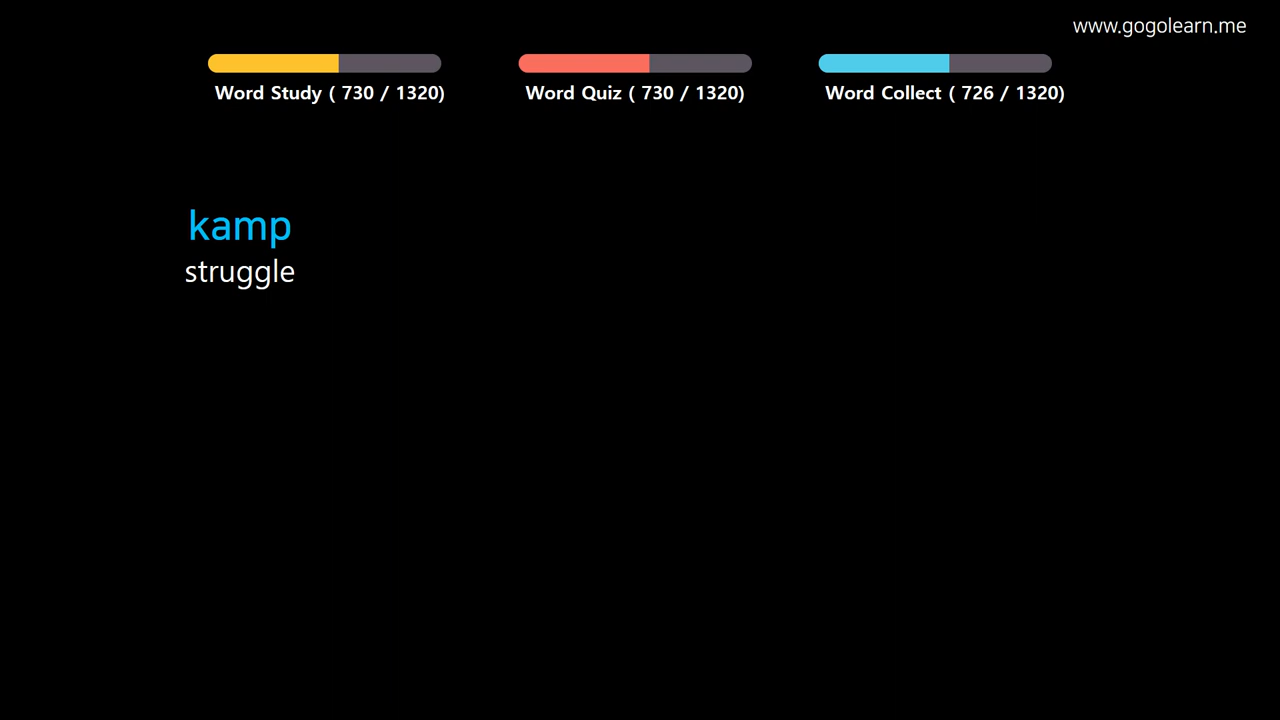 www.gogolearn.me
Word Study ( 730 / 1320)
Word Quiz ( 730 / 1320)
Word Collect ( 726 / 1320)
kamp
struggle